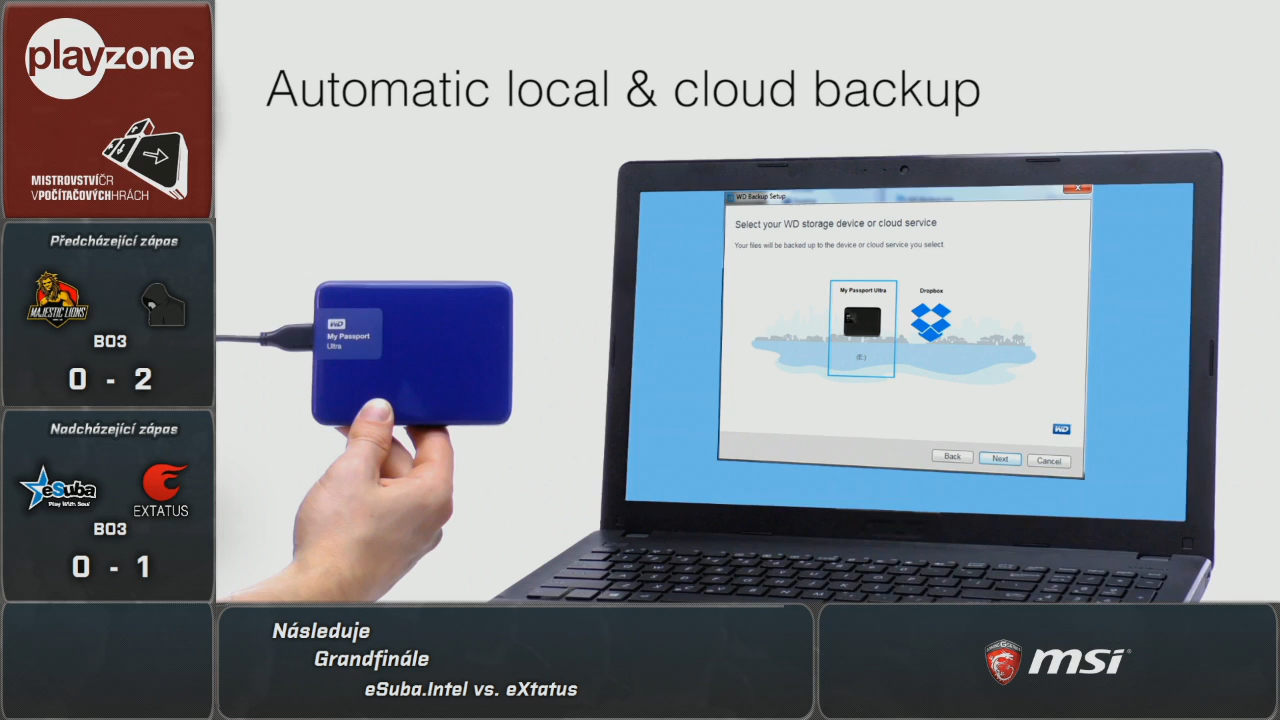 playzone
MISTROVSTVÍČR
VPOČÍTAČOVÝCHHRÁCH
Předcházející zápas
MAJESTIC LIONS
BO3
0 - 2
Nadcházející zápas
eSuba
Play With Soul
EXTATUS
BO3
0 - 1
Automatic local & cloud backup
WD
My Passport
Ultra
WD Backup Setup
X
Select your WD storage device or cloud service
Your files will be backed up to the device or cloud service you select.
My Passport Ultra
Dropbox
(E:)
WD
Back
Next
Cancel
Následuje
Grandfinále
eSuba.Intel vs. eXtatus
msi